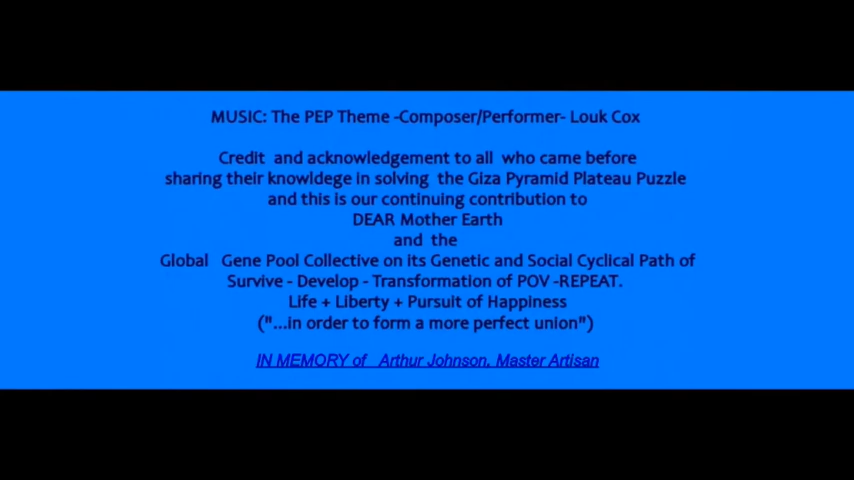 MUSIC: The PEP Theme -Composer/Performer- Louk Cox
Credit and acknowledgement to all who came before
sharing their knowldege in solving the Giza Pyramid Plateau Puzzle
and this is our continuing contribution to
DEAR Mother Earth
and the
Global Gene Pool Collective on its Genetic and Social Cyclical Path of
Survive - Develop - Transformation of POV -REPEAT.
Life + Liberty + Pursuit of Happiness
("...in order to form a more perfect union")
IN MEMORY of Arthur Johnson, Master Artisan